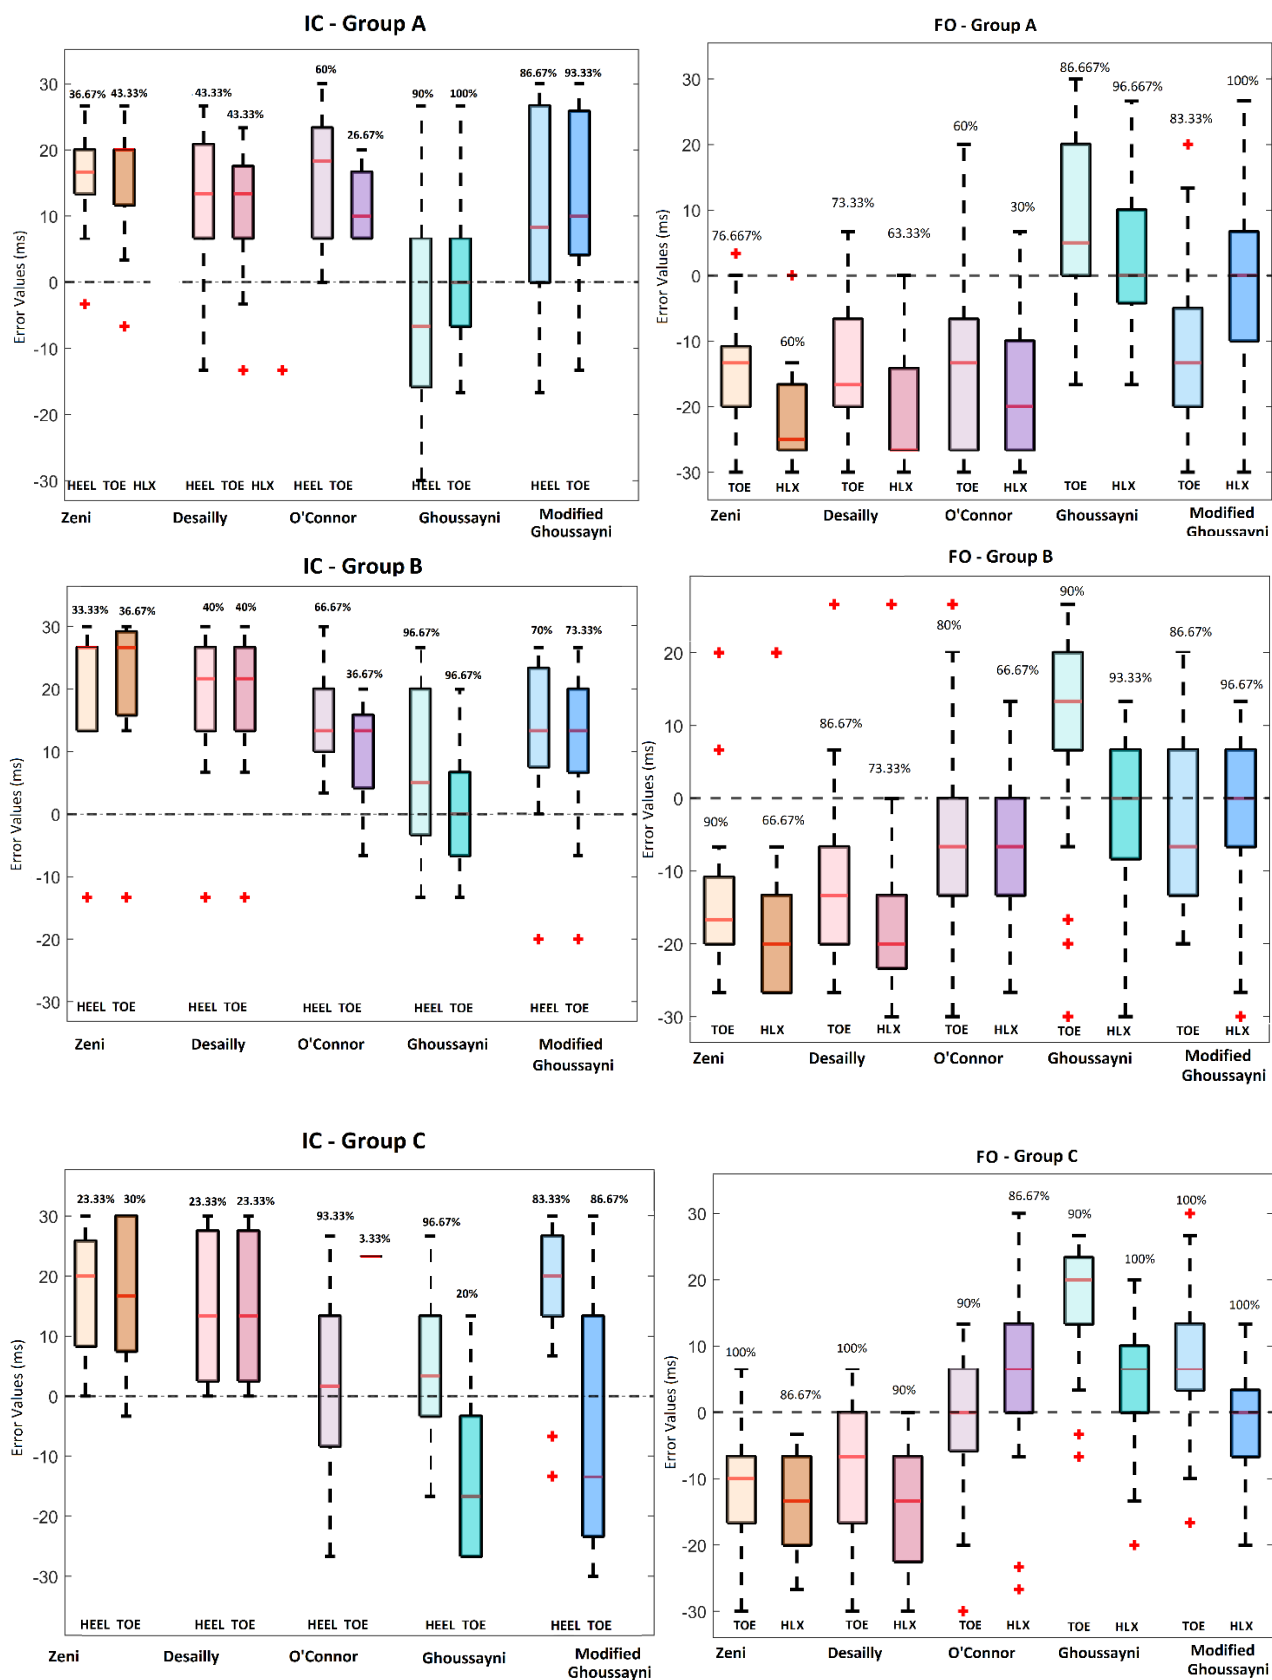 IC - Group A
36.67% 43.33% 43.33% 43.33% 60% 26.67% 90% 100% 86.67% 93.33%
Error Values (ms)
30
20
10
0
-10
-20
-30
HEEL TOE HLX HEEL TOE HLX HEEL TOE HEEL TOE HEEL TOE
Zeni Desailly O'Connor Ghoussayni Modified
Ghoussayni
FO - Group A
76.667% 60% 73.33% 63.33% 60% 30% 86.667% 96.667% 83.33% 100%
Error Values (ms)
30
20
10
0
-10
-20
-30
TOE HLX TOE HLX TOE HLX TOE HLX TOE HLX
Zeni Desailly O'Connor Ghoussayni Modified
Ghoussayni
IC - Group B
33.33% 36.67% 40% 40% 66.67% 36.67% 96.67% 96.67% 70% 73.33%
Error Values (ms)
30
20
10
0
-10
-20
-30
HEEL TOE HEEL TOE HEEL TOE HEEL TOE HEEL TOE
Zeni Desailly O'Connor Ghoussayni Modified
Ghoussayni
FO - Group B
90% 66.67% 86.67% 73.33% 80% 66.67% 90% 93.33% 86.67% 96.67%
Error Values (ms)
20
10
0
-10
-20
-30
TOE HLX TOE HLX TOE HLX TOE HLX TOE HLX
Zeni Desailly O'Connor Ghoussayni Modified
Ghoussayni
IC - Group C
23.33% 30% 23.33% 23.33% 93.33% 3.33% 96.67% 20% 83.33% 86.67%
Error Values (ms)
30
20
10
0
-10
-20
-30
HEEL TOE HEEL TOE HEEL TOE HEEL TOE HEEL TOE
Zeni Desailly O'Connor Ghoussayni Modified
Ghoussayni
FO - Group C
100% 86.67% 100% 90% 90% 86.67% 90% 100% 100% 100%
Error Values (ms)
30
20
10
0
-10
-20
-30
TOE HLX TOE HLX TOE HLX TOE HLX TOE HLX
Zeni Desailly O'Connor Ghoussayni Modified
Ghoussayni